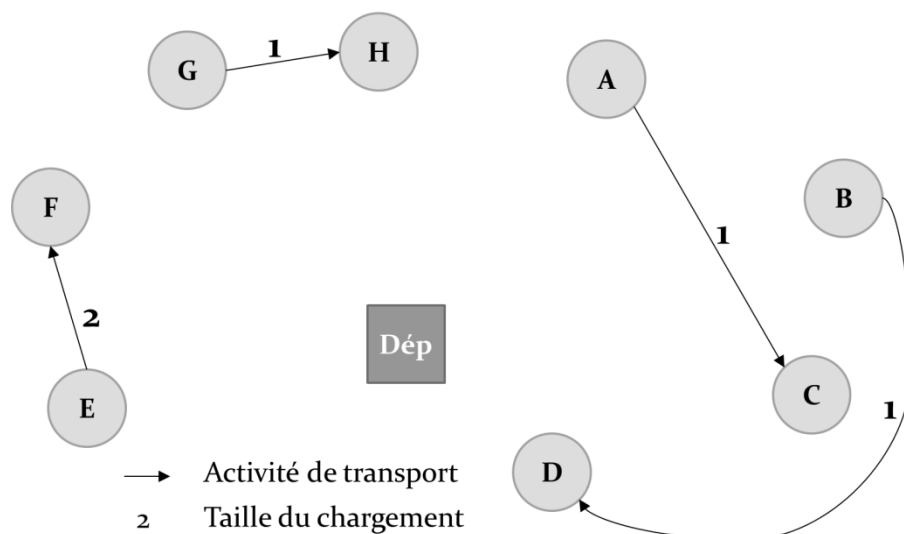 G
1
H
A
F
B
1
2
Dép
E
C
1
D
Activité de transport
2 Taille du chargement